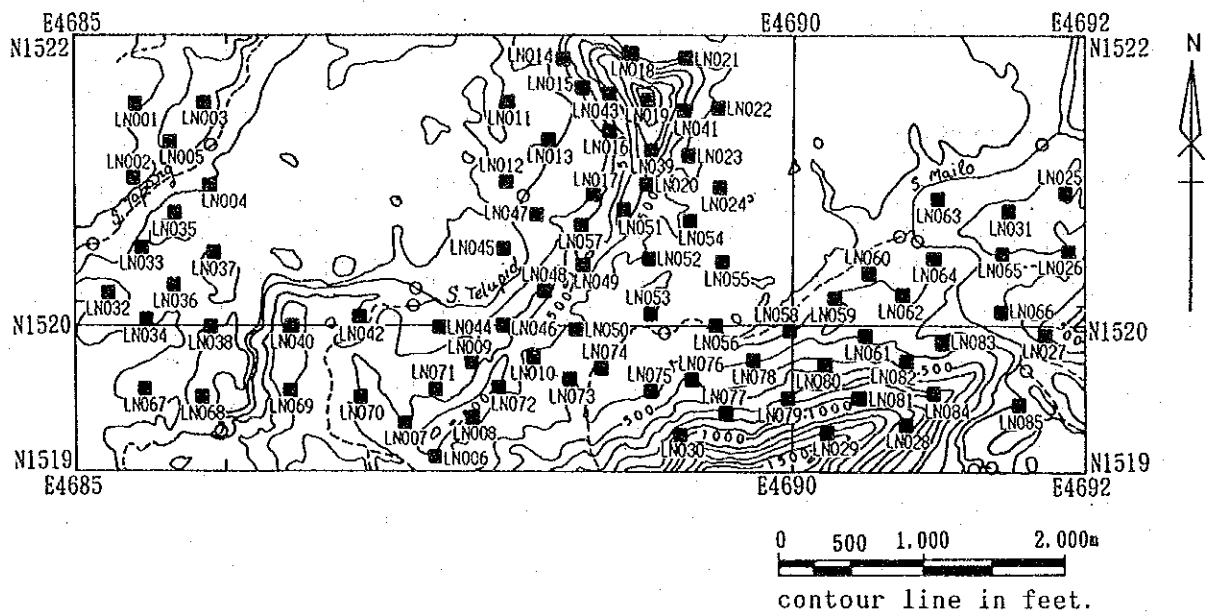 E4685 E4690 E4692
N1522 N1522
N
LN014 LN018 LN021
LN015
LN001 LN003 LN011 LN043 LN019 LN041 LN022
LN005 LN013 LN016
LN002 LN012 LN039 LN023
S. Tapang LN004 LN017 LN020 LN024 S. Mailo LN025
LN035 LN047 LN051 LN063 LN031
LN033 LN037 LN045 LN057 LN054 LN060
LN052 LN064 LN065 LN026
LN032 LN036 LN048 LN049 LN055
S. Telupid 500 LN053 LN062
LN034 LN038 LN040 LN042 LN044 LN046 LN050 LN056 LN058 LN059 LN066
N1520 N1520
LN009 LN074 LN061 LN083 LN027
LN071 LN010 LN076 LN078 LN080 LN082 500
LN067 LN068 LN069 LN070 LN072 LN073 LN075 LN077 LN079 LN081 LN084
LN007 LN008 500 500 1000 LN085
LN006 LN030 1000 1500 LN029 LN028
N1519 N1519
E4685 E4690 E4692
0 500 1.000 2.000m
contour line in feet.